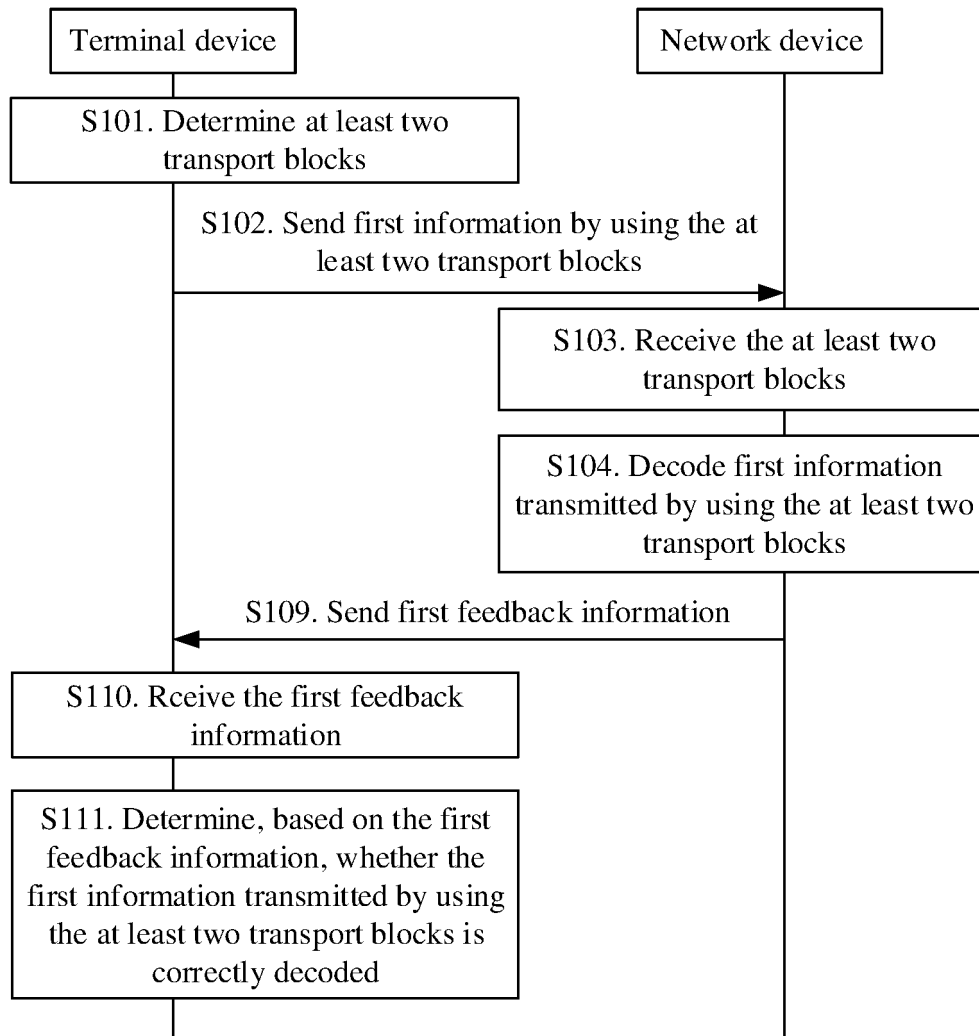 Terminal device
Network device
S101. Determine at least two
transport blocks
S102. Send first information by using the at
least two transport blocks
S103. Receive the at least two
transport blocks
S104. Decode first information
transmitted by using the at least two
transport blocks
S109. Send first feedback information
S110. Rceive the first feedback
information
S111. Determine, based on the first
feedback information, whether the
first information transmitted by using
the at least two transport blocks is
correctly decoded